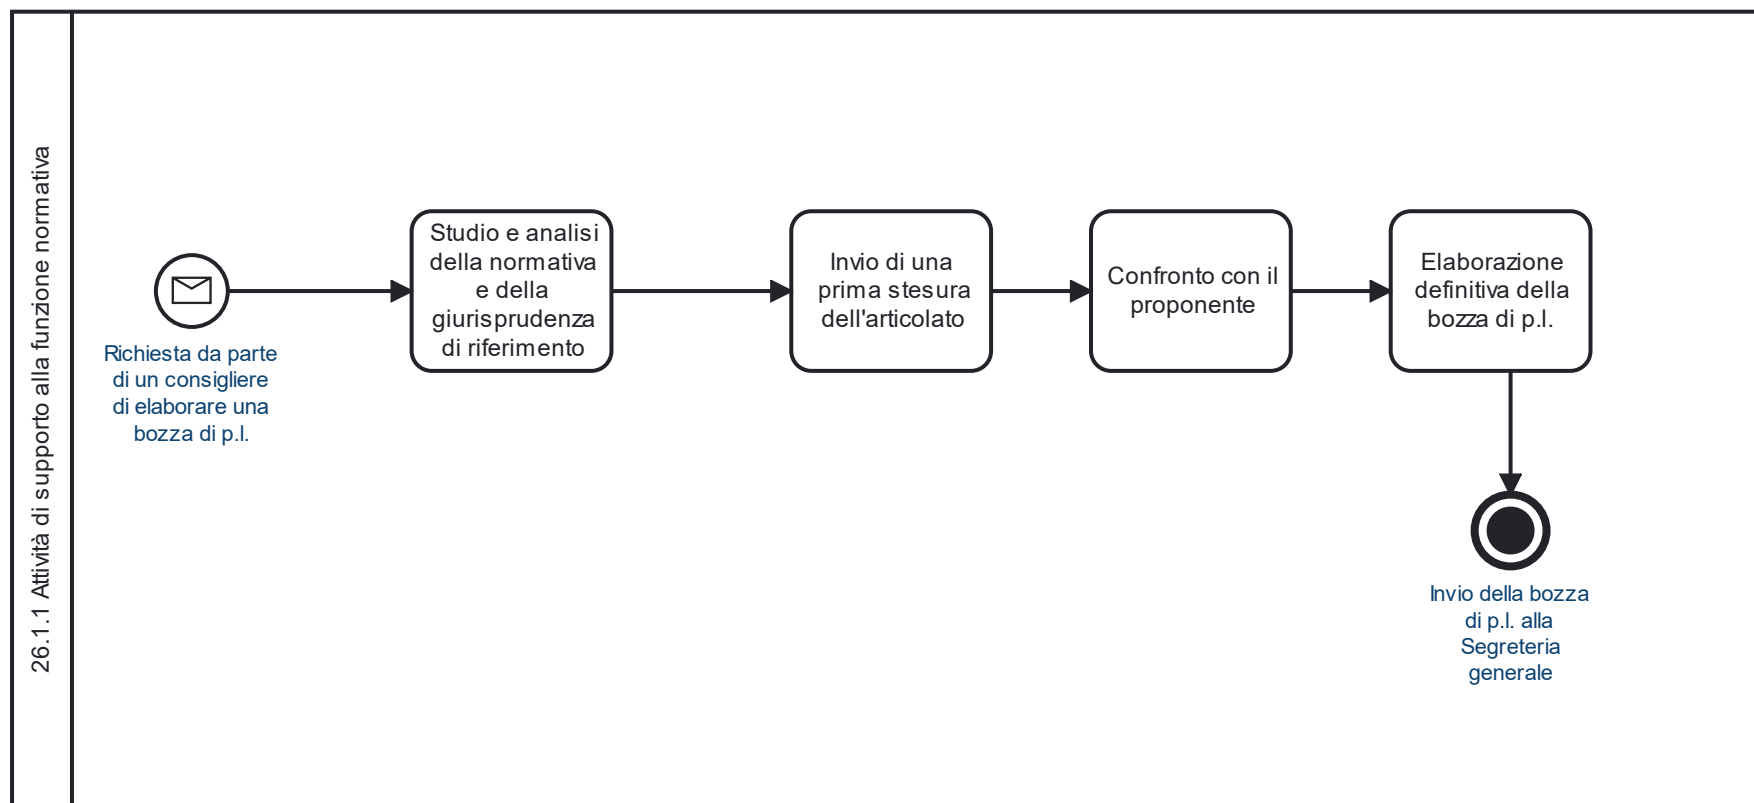 26.1.1 Attività di supporto alla funzione normativa
Richiesta da parte
di un consigliere
di elaborare una
bozza di p.l.
Studio e analisi
della normativa
e della
giurisprudenza
di riferimento
Invio di una
prima stesura
dell'articolato
Confronto con il
proponente
Elaborazione
definitiva della
bozza di p.l.
Invio della bozza
di p.l. alla
Segreteria
generale